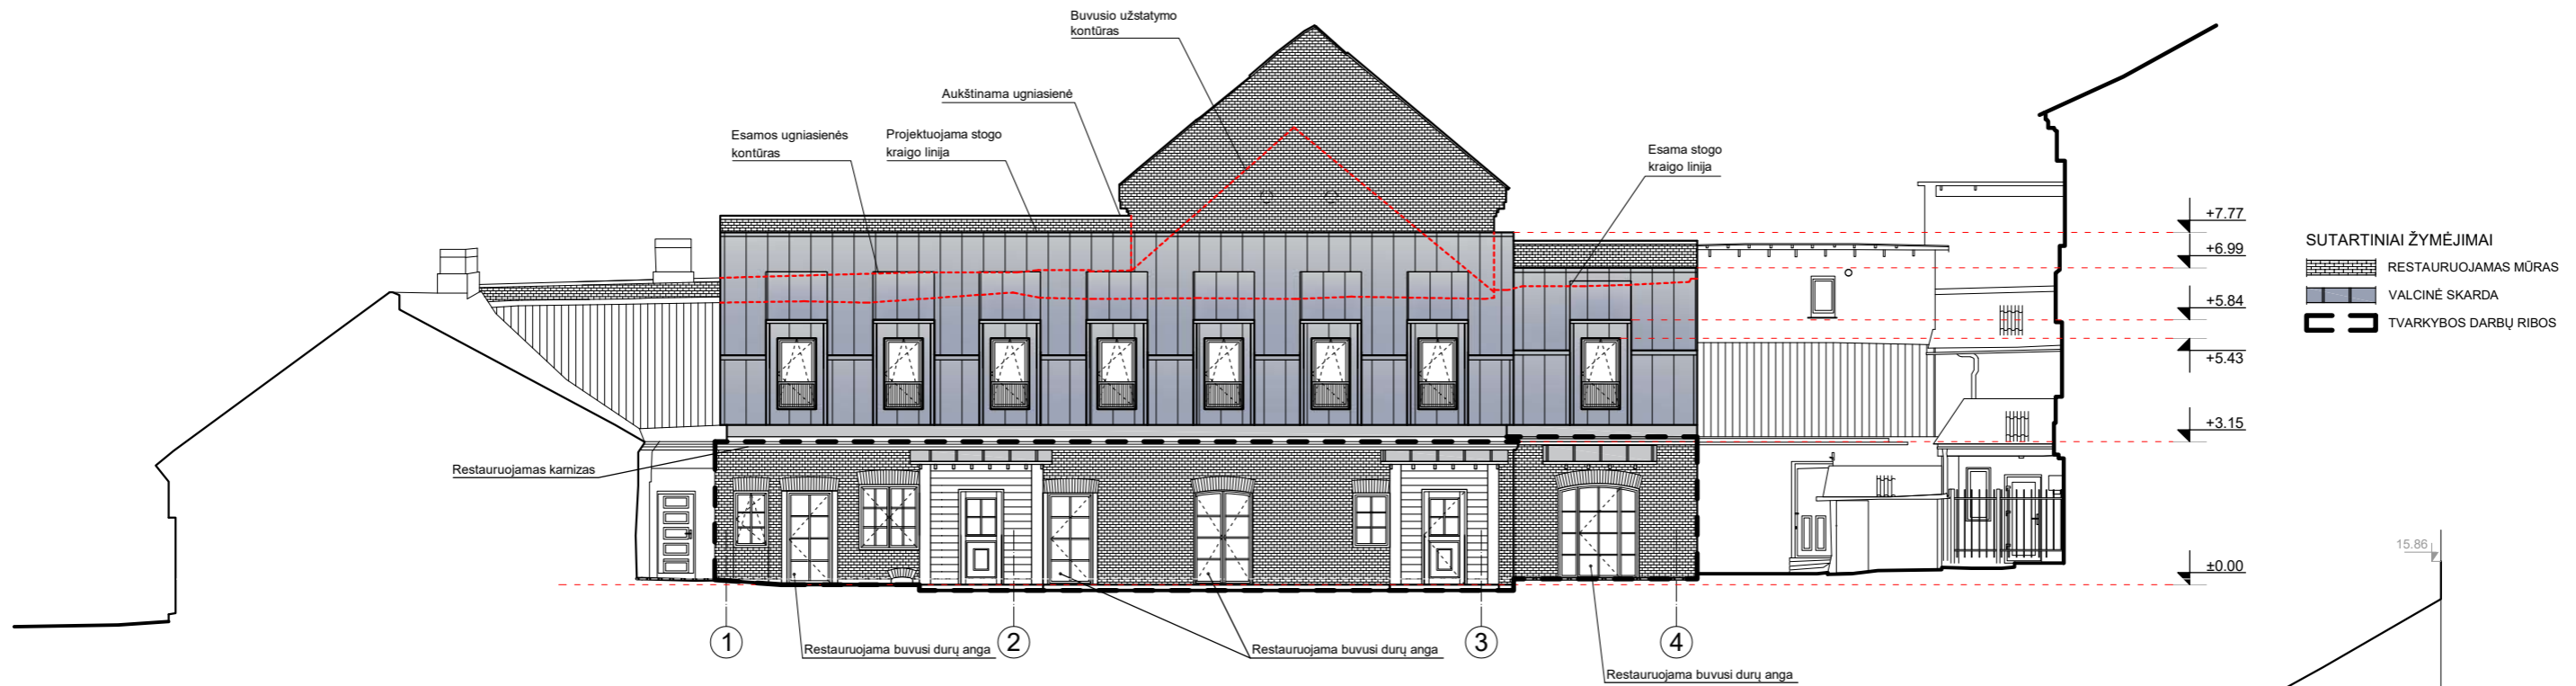 Buvusio užstatymo
kontūras
Aukštinama ugniasienė
Esamos ugniasienės
kontūras
Projektuojama stogo
kraigo linija
Esama stogo
kraigo linija
+7.77
+6.99
+5.84
+5.43
+3.15
±0.00
SUTARTINIAI ŽYMĖJIMAI
RESTAURUOJAMAS MŪRAS
VALCINĖ SKARDA
TVARKYBOS DARBŲ RIBOS
Restauruojamas karnizas
15.86
1
2
3
4
Restauruojama buvusi durų anga
Restauruojama buvusi durų anga
Restauruojama buvusi durų anga